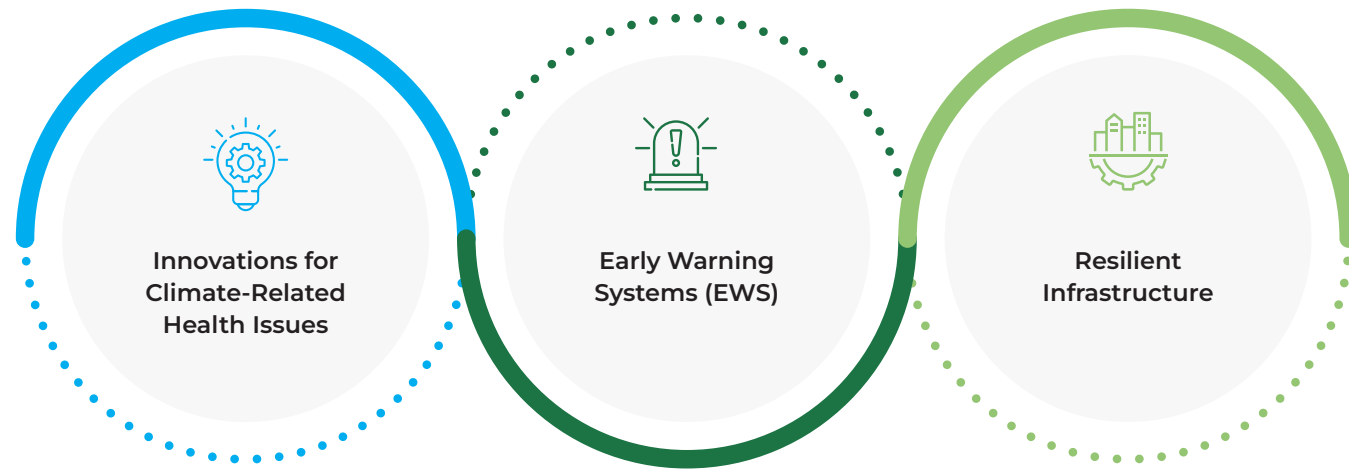 Innovations for
Climate-Related
Health Issues
Early Warning
Systems (EWS)
Resilient
Infrastructure